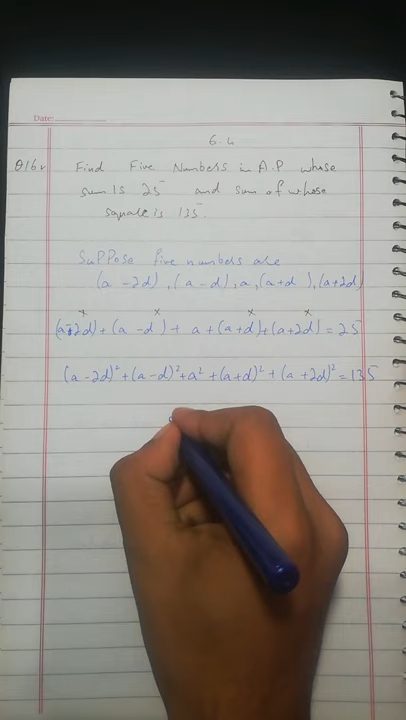 Date:
6.4
Q16v Find Five Numbers in A.P whose
sum is 25 and sum of whose
square is 135.
Suppose five numbers are
(a - 2d), (a - d), a, (a + d), (a + 2d)
x x x x
(a - 2d) + (a - d) + a + (a + d) + (a + 2d) = 25
(a - 2d)² + (a - d)² + a² + (a + d)² + (a + 2d)² = 135